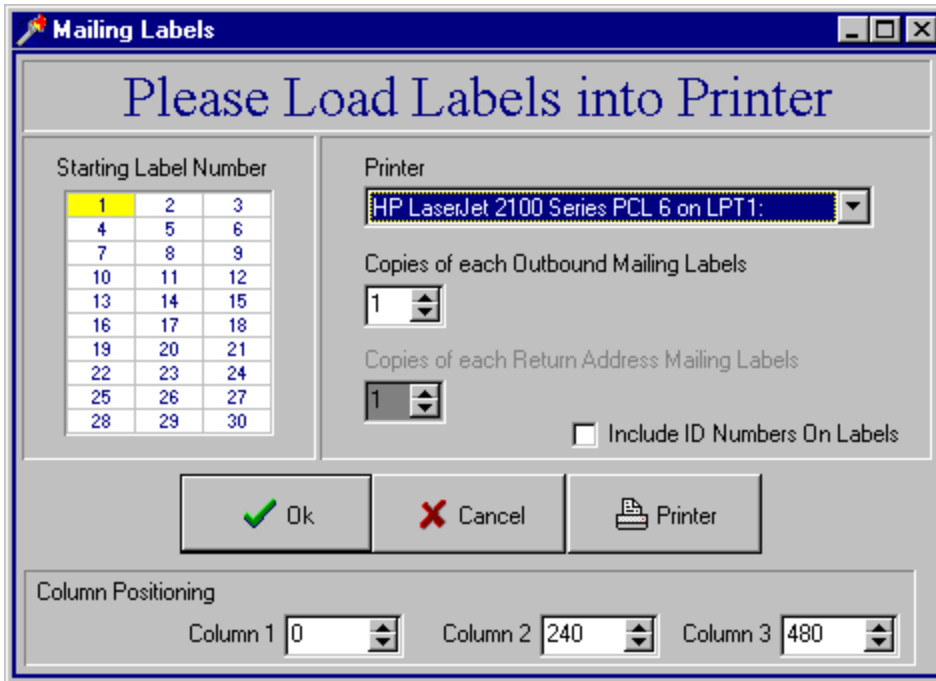 Mailing Labels
Please Load Labels into Printer
Starting Label Number
1 2 3
4 5 6
7 8 9
10 11 12
13 14 15
16 17 18
19 20 21
22 23 24
25 26 27
28 29 30
Printer
HP LaserJet 2100 Series PCL 6 on LPT1:
Copies of each Outbound Mailing Labels
1
Copies of each Return Address Mailing Labels
1
Include ID Numbers On Labels
Ok Cancel Printer
Column Positioning
Column 1 0 Column 2 240 Column 3 480